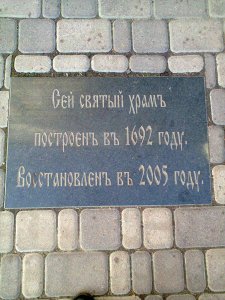 Сей святый храмъ
построенъ въ 1692 году.
Возстановленъ въ 2005 году.